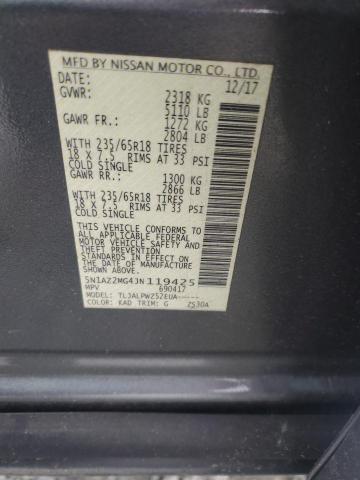 MFD BY NISSAN MOTOR CO., LTD.
DATE: 12/17
GVWR: 2318 KG
5110 LB
GAWR FR.: 1272 KG
2804 LB
WITH 235/65R18 TIRES
18 X 7.5 RIMS AT 33 PSI
COLD SINGLE
GAWR RR.: 1300 KG
2866 LB
WITH 235/65R18 TIRES
18 X 7.5 RIMS AT 33 PSI
COLD SINGLE
THIS VEHICLE CONFORMS TO ALL
APPLICABLE FEDERAL
MOTOR VEHICLE SAFETY
STANDARDS IN EFFECT ON
THE DATE OF MANUFACTURE
SHOWN ABOVE.
5N1AZ2MG4JN119425
MPV 690417
MODEL: TLJALPWZ52EUA-----
COLOR: KAD TRIM: G Z530A